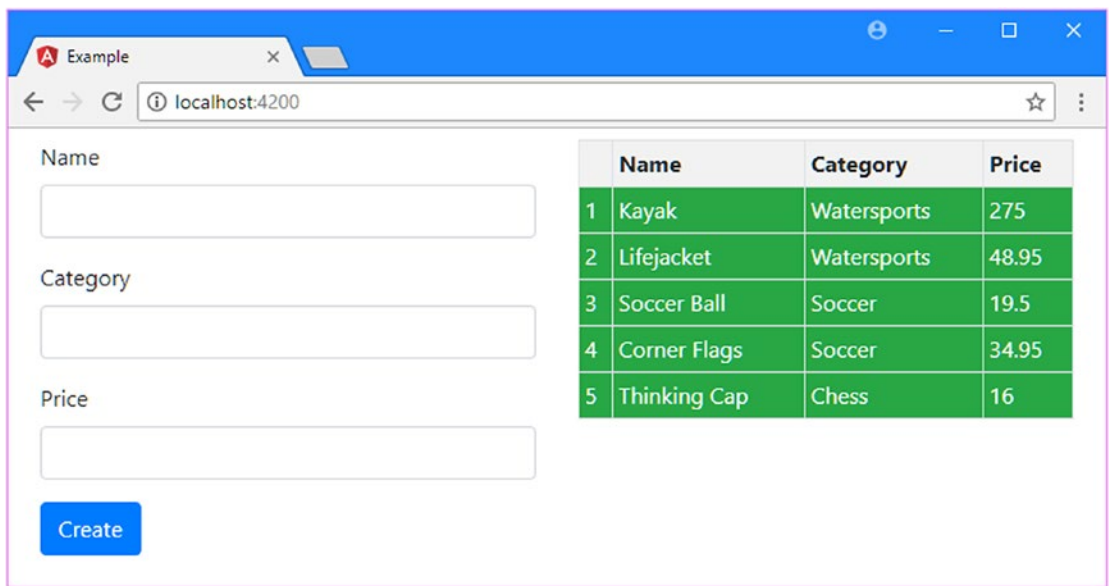 Example
localhost:4200
Name
Category
Price
Create
Name Category Price
1 Kayak Watersports 275
2 Lifejacket Watersports 48.95
3 Soccer Ball Soccer 19.5
4 Corner Flags Soccer 34.95
5 Thinking Cap Chess 16